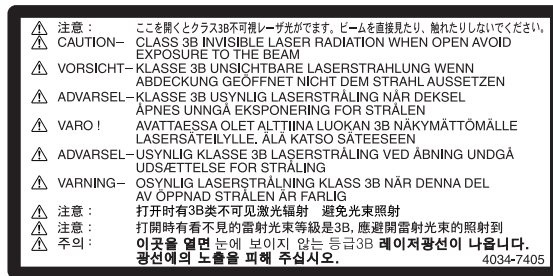 注意： ここを開くとクラス3B不可視レーザ光がでます。ビームを直接見たり、触れたりしないでください。
CAUTION– CLASS 3B INVISIBLE LASER RADIATION WHEN OPEN AVOID
EXPOSURE TO THE BEAM
VORSICHT–KLASSE 3B UNSICHTBARE LASERSTRAHLUNG WENN
ABDECKUNG GEÖFFNET NICHT DEM STRAHL AUSSETZEN
ADVARSEL–KLASSE 3B USYNLIG LASERSTRÅLING NÅR DEKSEL
ÅPNES UNNGÅ EKSPONERING FOR STRÅLEN
VARO ! AVATTAESSA OLET ALTTIINA LUOKAN 3B NÄKYMÄTTÖMÄLLE
LASERSÄTEILYLLE. ÄLÄ KATSO SÄTEESEEN
ADVARSEL–USYNLIG KLASSE 3B LASERSTRÅLING VED ÅBNING UNDGÅ
UDSÆTTELSE FOR STRÅLING
VARNING– OSYNLIG LASERSTRÅLNING KLASS 3B NÄR DENNA DEL
AV ÖPPNAD STRÅLEN ÄR FARLIG
注意： 打开时有3B类不可见激光辐射 避免光束照射
注意： 打開時有看不見的雷射光束等級是3B, 應避開雷射光束的照射到
주의 : 이곳을 열면 눈에 보이지 않는 등급3B 레이저광선이 나옵니다.
광선에의 노출을 피해 주십시오.
4034-7405